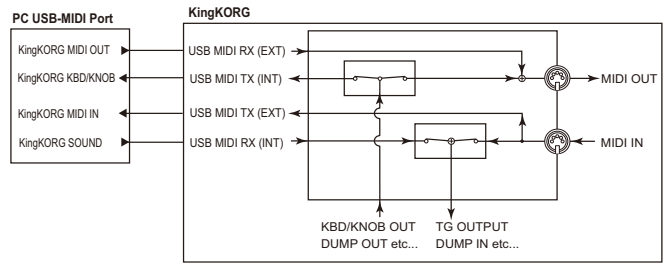 PC USB-MIDI Port
KingKORG
KingKORG MIDI OUT
USB MIDI RX (EXT)
KingKORG KBD/KNOB
USB MIDI TX (INT)
MIDI OUT
KingKORG MIDI IN
USB MIDI TX (EXT)
KingKORG SOUND
USB MIDI RX (INT)
MIDI IN
KBD/KNOB OUT
DUMP OUT etc...
TG OUTPUT
DUMP IN etc...